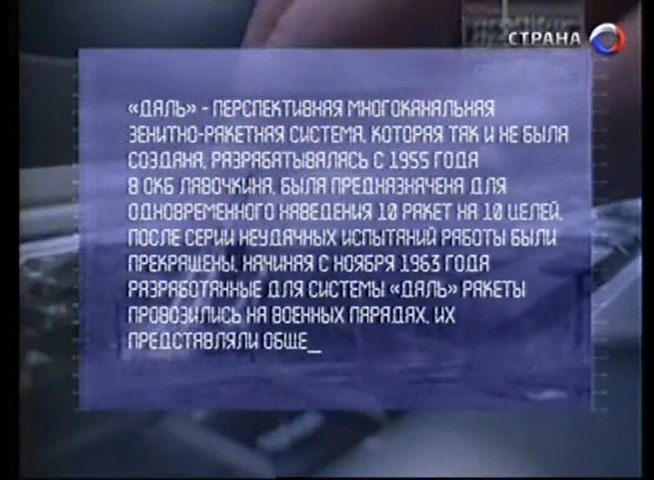 СТРАНА
«ДАЛЬ» - ПЕРСПЕКТИВНАЯ МНОГОКАНАЛЬНАЯ
ЗЕНИТНО-РАКЕТНАЯ СИСТЕМА, КОТОРАЯ ТАК И НЕ БЫЛА
СОЗДАНА, РАЗРАБАТЫВАЛАСЬ С 1955 ГОДА
В ОКБ ЛАВОЧКИНА, БЫЛА ПРЕДНАЗНАЧЕНА ДЛЯ
ОДНОВРЕМЕННОГО НАВЕДЕНИЯ 10 РАКЕТ НА 10 ЦЕЛЕЙ.
ПОСЛЕ СЕРИИ НЕУДАЧНЫХ ИСПЫТАНИЙ РАБОТЫ БЫЛИ
ПРЕКРАЩЕНЫ. НАЧИНАЯ С НОЯБРЯ 1963 ГОДА
РАЗРАБОТАННЫЕ ДЛЯ СИСТЕМЫ «ДАЛЬ» РАКЕТЫ
ПРОВОЗИЛИСЬ НА ВОЕННЫХ ПАРАДАХ. ИХ
ПРЕДСТАВЛЯЛИ ОБЩЕ_